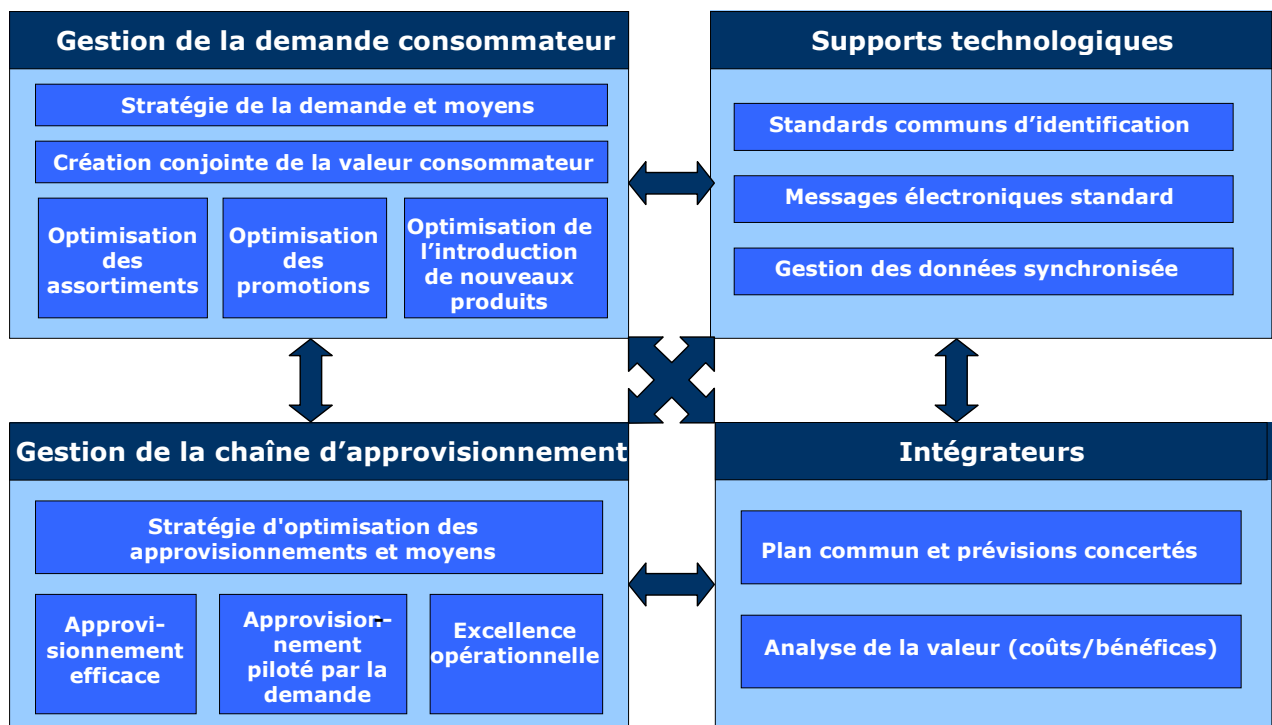 Gestion de la demande consommateur
Stratégie de la demande et moyens
Création conjointe de la valeur consommateur
Optimisation
des
assortiments
Optimisation
des
promotions
Optimisation de
l’introduction
de nouveaux
produits
Supports technologiques
Standards communs d’identification
Messages électroniques standard
Gestion des données synchronisée
Gestion de la chaîne d’approvisionnement
Stratégie d'optimisation des
approvisionnements et moyens
Approvi-
sionnement
efficace
Approvision-
nement
piloté par la
demande
Excellence
opérationnelle
Intégrateurs
Plan commun et prévisions concertés
Analyse de la valeur (coûts/bénéfices)